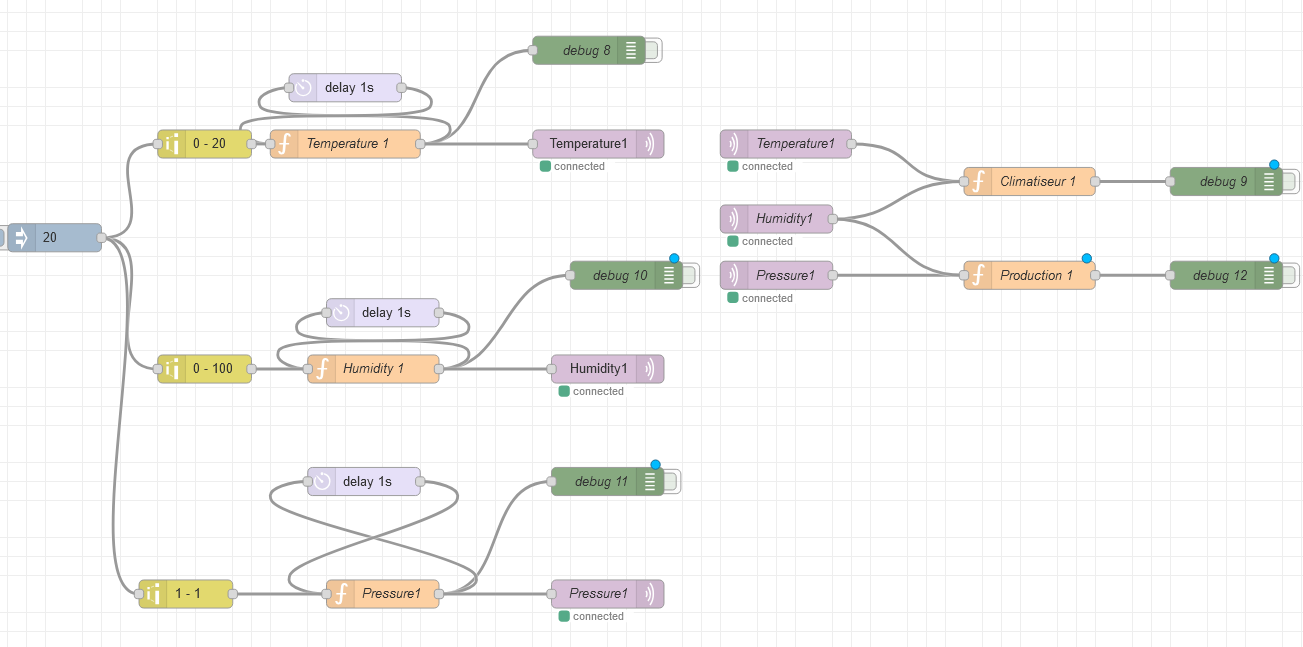 debug 8
delay 1s
0 - 20
Temperature 1
Temperature1
connected
Temperature1
connected
Climatiseur 1
debug 9
Humidity1
connected
20
debug 10
Pressure1
connected
Production 1
debug 12
delay 1s
0 - 100
Humidity 1
Humidity1
connected
delay 1s
debug 11
1 - 1
Pressure1
Pressure1
connected